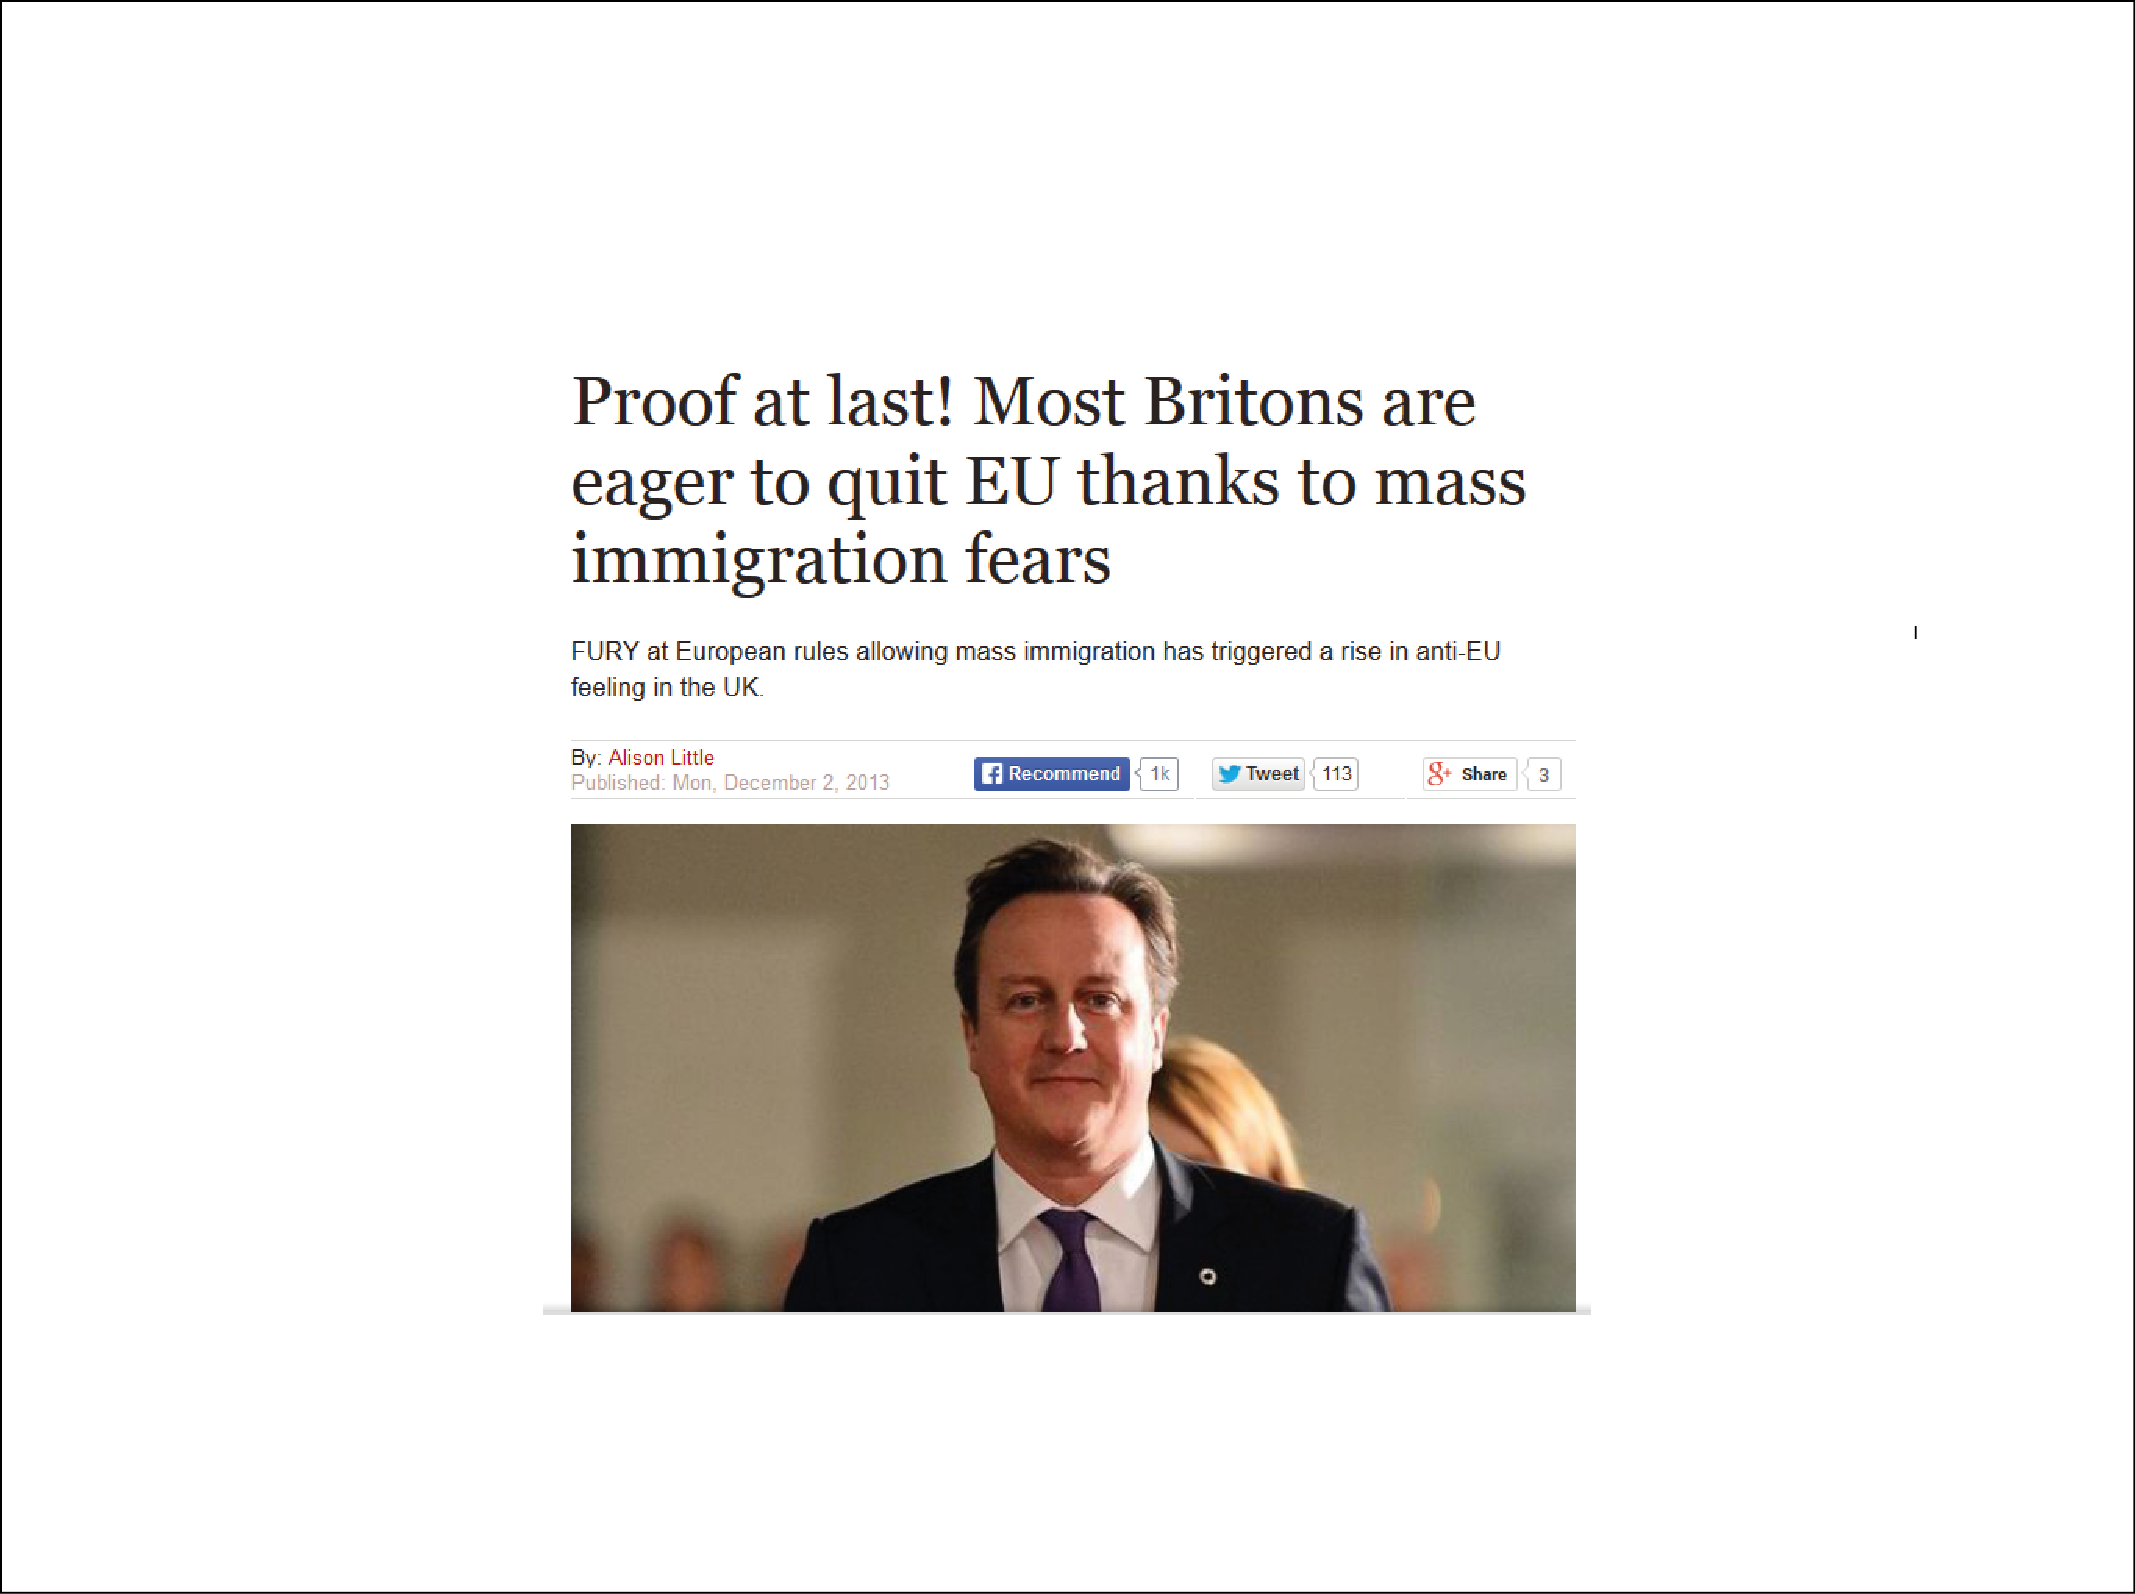 Proof at last! Most Britons are
eager to quit EU thanks to mass
immigration fears
FURY at European rules allowing mass immigration has triggered a rise in anti-EU
feeling in the UK.
By: Alison Little
Published: Mon, December 2, 2013
Recommend 1k Tweet 113 g+ Share 3
I